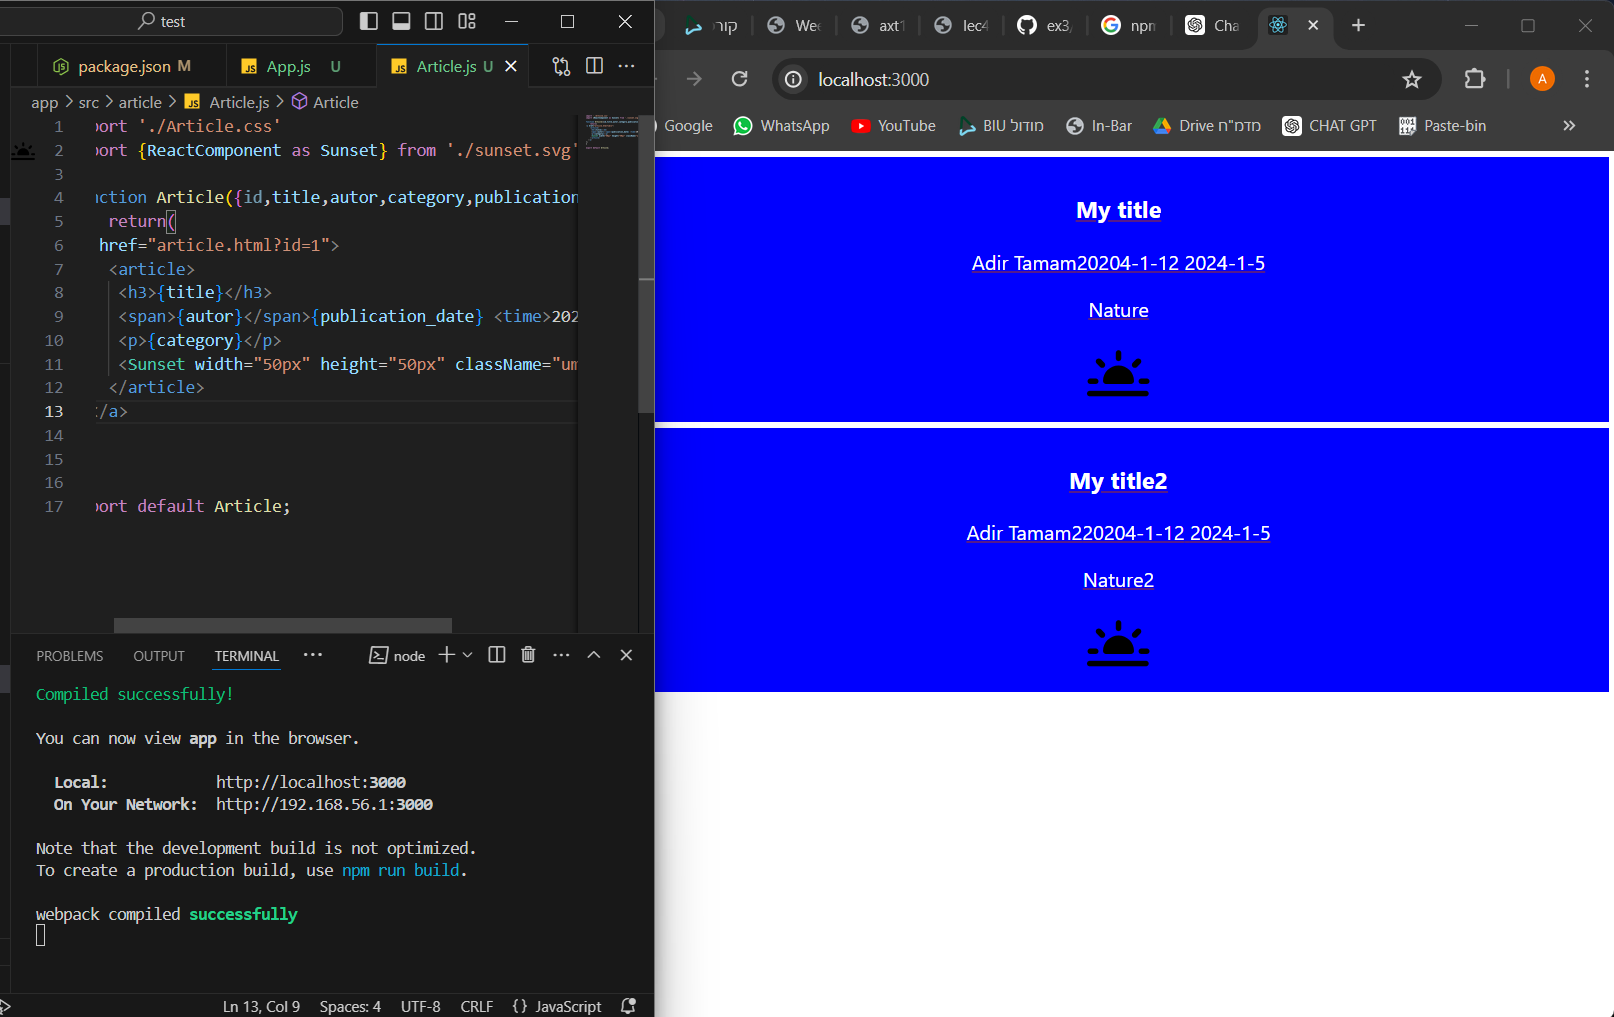 test
package.json M
App.js U
Article.js U
app > src > article > Article.js > Article
1 port './Article.css'
2 port {ReactComponent as Sunset} from './sunset.svg'
3
4 nction Article({id,title,autor,category,publication
5 return(
6 href="article.html?id=1">
7 <article>
8 <h3>{title}</h3>
9 <span>{autor}</span>{publication_date} <time>202
10 <p>{category}</p>
11 <Sunset width="50px" height="50px" className="um
12 </article>
13 /a>
14
15
16
17 port default Article;
PROBLEMS OUTPUT TERMINAL ··· node
Compiled successfully!
You can now view app in the browser.
Local: http://localhost:3000
On Your Network: http://192.168.56.1:3000
Note that the development build is not optimized.
To create a production build, use npm run build.
webpack compiled successfully
Ln 13, Col 9 Spaces: 4 UTF-8 CRLF {} JavaScript
קורי Wee axt1 lec4 ex3/ npn Cha
localhost:3000 A
Google WhatsApp YouTube BIU מודול In-Bar Drive מדמ"ח CHAT GPT Paste-bin »
My title
Adir Tamam20204-1-12 2024-1-5
Nature
My title2
Adir Tamam220204-1-12 2024-1-5
Nature2